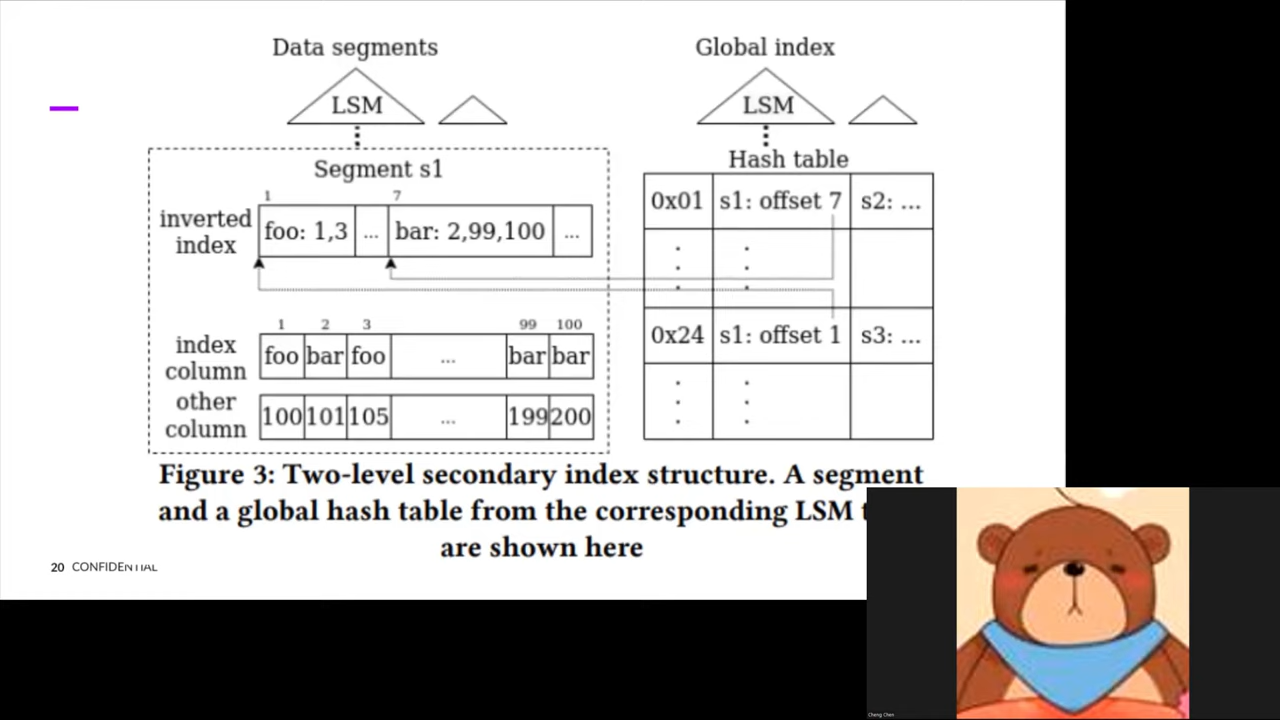 Data segments
Global index
LSM
LSM
Segment s1
Hash table
1
7
inverted
index
foo: 1,3
...
bar: 2,99,100
...
0x01
s1: offset 7
s2: ...
1
2
3
99
100
index
column
foo
bar
foo
...
bar
bar
0x24
s1: offset 1
s3: ...
other
column
100
101
105
...
199
200
Figure 3: Two-level secondary index structure. A segment
and a global hash table from the corresponding LSM
are shown here
20 CONFIDENTIAL
Cheng Chen